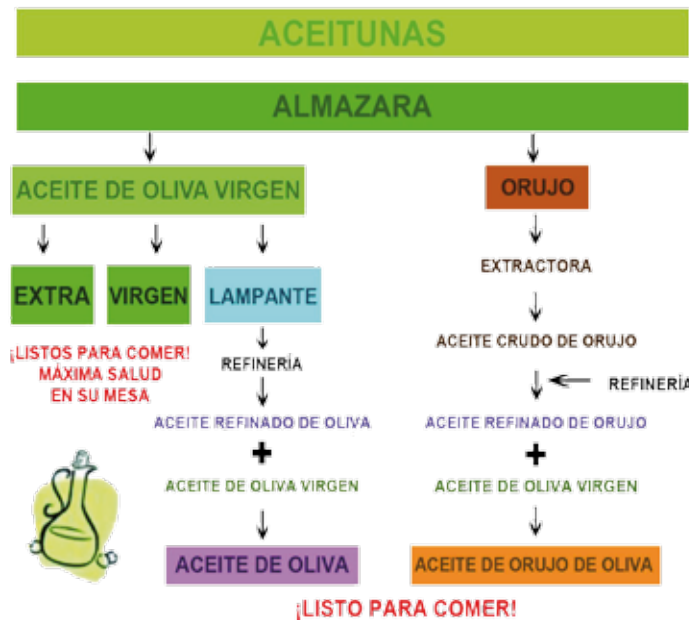 ACEITUNAS
ALMAZARA
ACEITE DE OLIVA VIRGEN
ORUJO
EXTRACTORA
EXTRA
VIRGEN
LAMPANTE
ACEITE CRUDO DE ORUJO
¡LISTOS PARA COMER!
MÁXIMA SALUD
EN SU MESA
REFINERÍA
REFINERÍA
ACEITE REFINADO DE OLIVA
ACEITE REFINADO DE ORUJO
+
+
ACEITE DE OLIVA VIRGEN
ACEITE DE OLIVA VIRGEN
ACEITE DE OLIVA
ACEITE DE ORUJO DE OLIVA
¡LISTO PARA COMER!